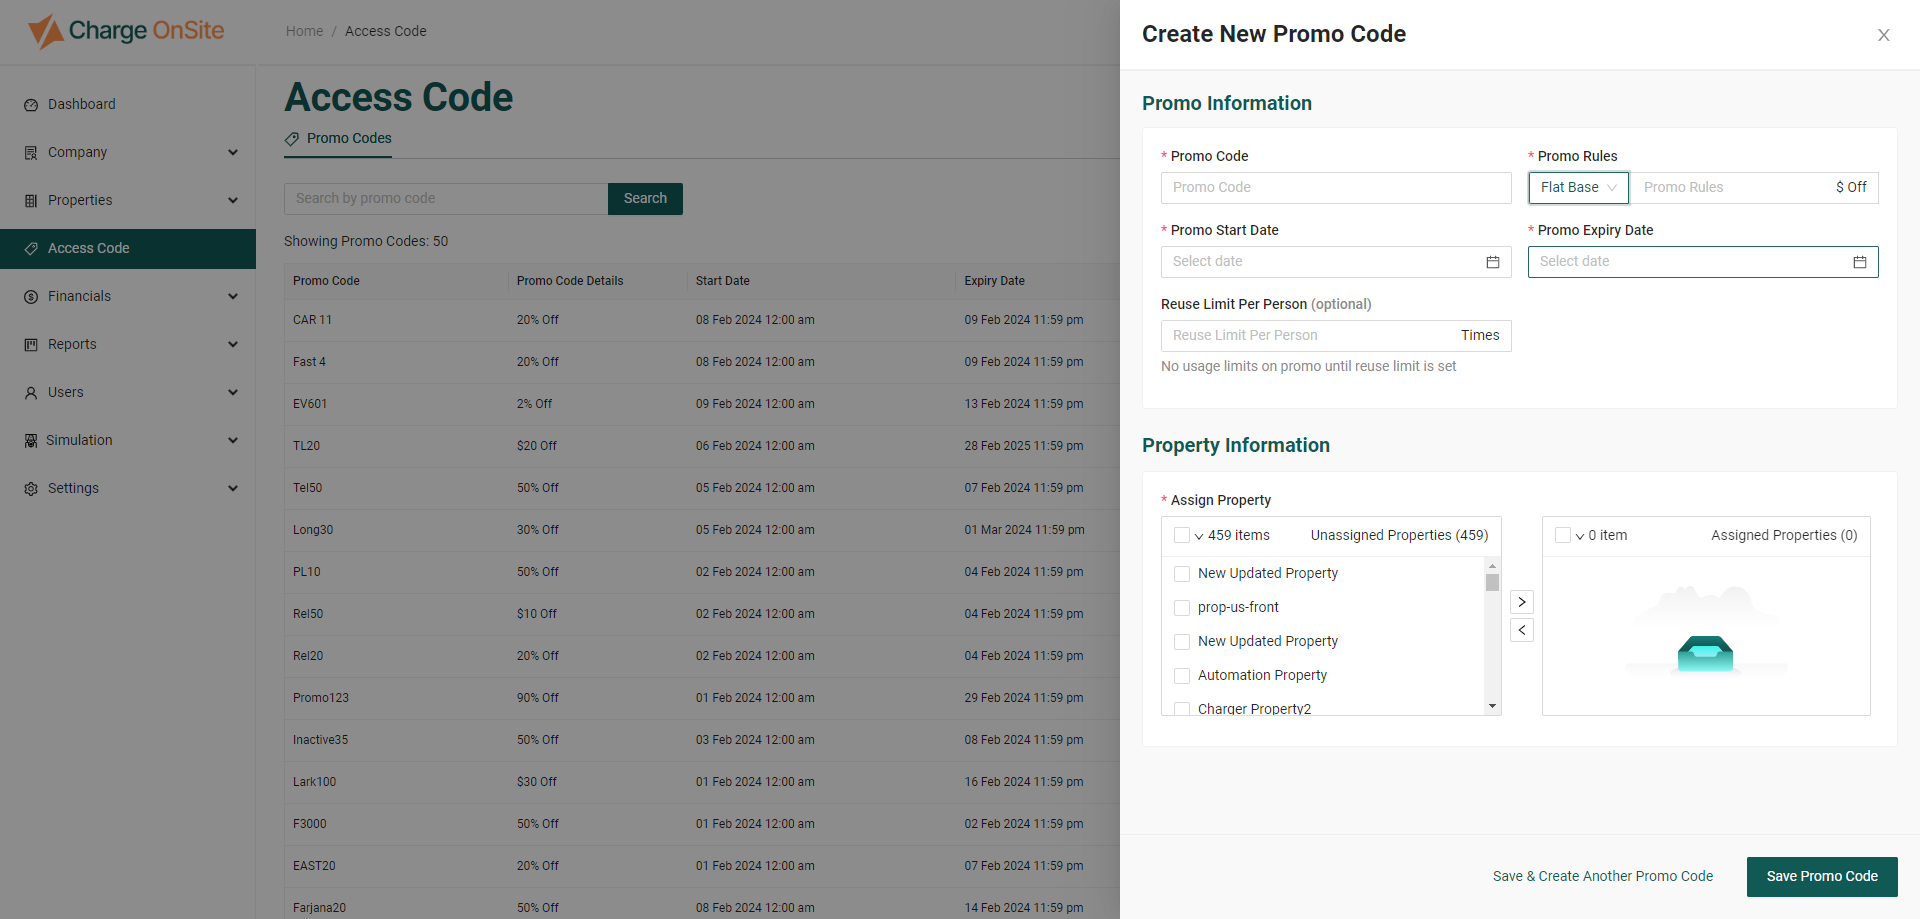 Charge OnSite
Home / Access Code
Dashboard
Company
Properties
Access Code
Financials
Reports
Users
Simulation
Settings
Access Code
Promo Codes
Search by promo code Search
Showing Promo Codes: 50
Promo Code Promo Code Details Start Date Expiry Date
CAR 11 20% Off 08 Feb 2024 12:00 am 09 Feb 2024 11:59 pm
Fast 4 20% Off 08 Feb 2024 12:00 am 09 Feb 2024 11:59 pm
EV601 2% Off 09 Feb 2024 12:00 am 13 Feb 2024 11:59 pm
TL20 $20 Off 06 Feb 2024 12:00 am 28 Feb 2025 11:59 pm
Tel50 50% Off 05 Feb 2024 12:00 am 07 Feb 2024 11:59 pm
Long30 30% Off 05 Feb 2024 12:00 am 01 Mar 2024 11:59 pm
PL10 50% Off 02 Feb 2024 12:00 am 04 Feb 2024 11:59 pm
Rel50 $10 Off 02 Feb 2024 12:00 am 04 Feb 2024 11:59 pm
Rel20 20% Off 02 Feb 2024 12:00 am 04 Feb 2024 11:59 pm
Promo123 90% Off 01 Feb 2024 12:00 am 29 Feb 2024 11:59 pm
Inactive35 50% Off 03 Feb 2024 12:00 am 08 Feb 2024 11:59 pm
Lark100 $30 Off 01 Feb 2024 12:00 am 16 Feb 2024 11:59 pm
F3000 50% Off 01 Feb 2024 12:00 am 02 Feb 2024 11:59 pm
EAST20 20% Off 01 Feb 2024 12:00 am 07 Feb 2024 11:59 pm
Farjana20 50% Off 08 Feb 2024 12:00 am 14 Feb 2024 11:59 pm
Create New Promo Code
Promo Information
* Promo Code * Promo Rules
Promo Code Flat Base Promo Rules $ Off
* Promo Start Date * Promo Expiry Date
Select date Select date
Reuse Limit Per Person (optional)
Reuse Limit Per Person Times
No usage limits on promo until reuse limit is set
Property Information
* Assign Property
459 items Unassigned Properties (459) 0 item Assigned Properties (0)
New Updated Property
prop-us-front
New Updated Property
Automation Property
Charger Property2
Save & Create Another Promo Code Save Promo Code